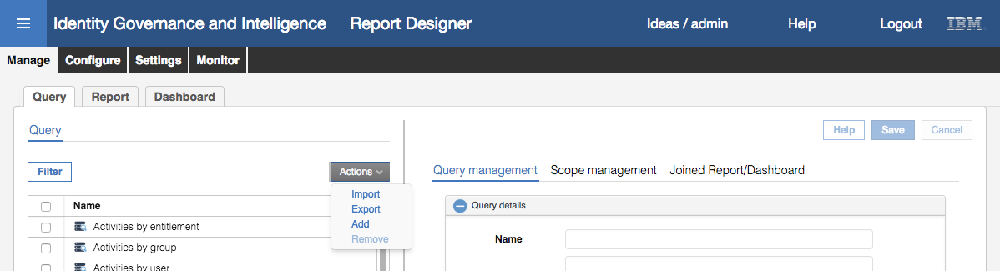 Identity Governance and Intelligence Report Designer Ideas / admin Help Logout IBM
Manage Configure Settings Monitor
Query Report Dashboard
Query
Help Save Cancel
Filter Actions
Query management Scope management Joined Report/Dashboard
Import
Export
Add
Remove
Name
Activities by entitlement
Activities by group
Activities by user
Query details
Name